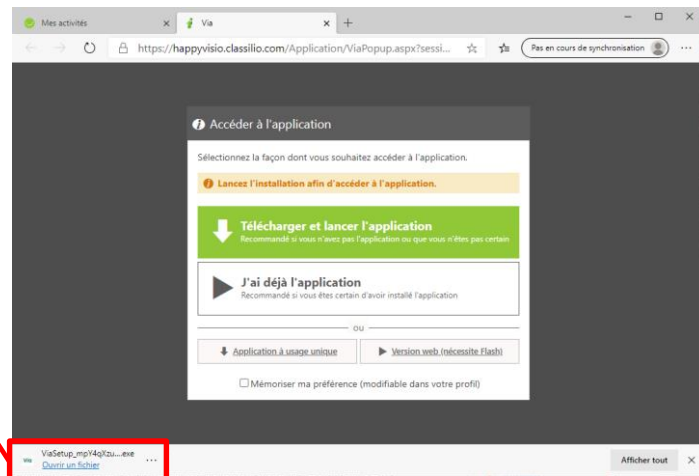 Mes activités
Via
https://happyvisio.classilio.com/Application/ViaPopup.aspx?sessi...
Pas en cours de synchronisation
Accéder à l'application
Sélectionnez la façon dont vous souhaitez accéder à l'application.
Lancez l'installation afin d'accéder à l'application.
Télécharger et lancer l'application
Recommandé si vous n'avez pas l'application ou que vous n'êtes pas certain
J'ai déjà l'application
Recommandé si vous êtes certain d'avoir installé l'application
ou
Application à usage unique
Version web (nécessite Flash)
Mémoriser ma préférence (modifiable dans votre profil)
Via
ViaSetup_mpY4qXzu....exe
Ouvrir un fichier
Afficher tout